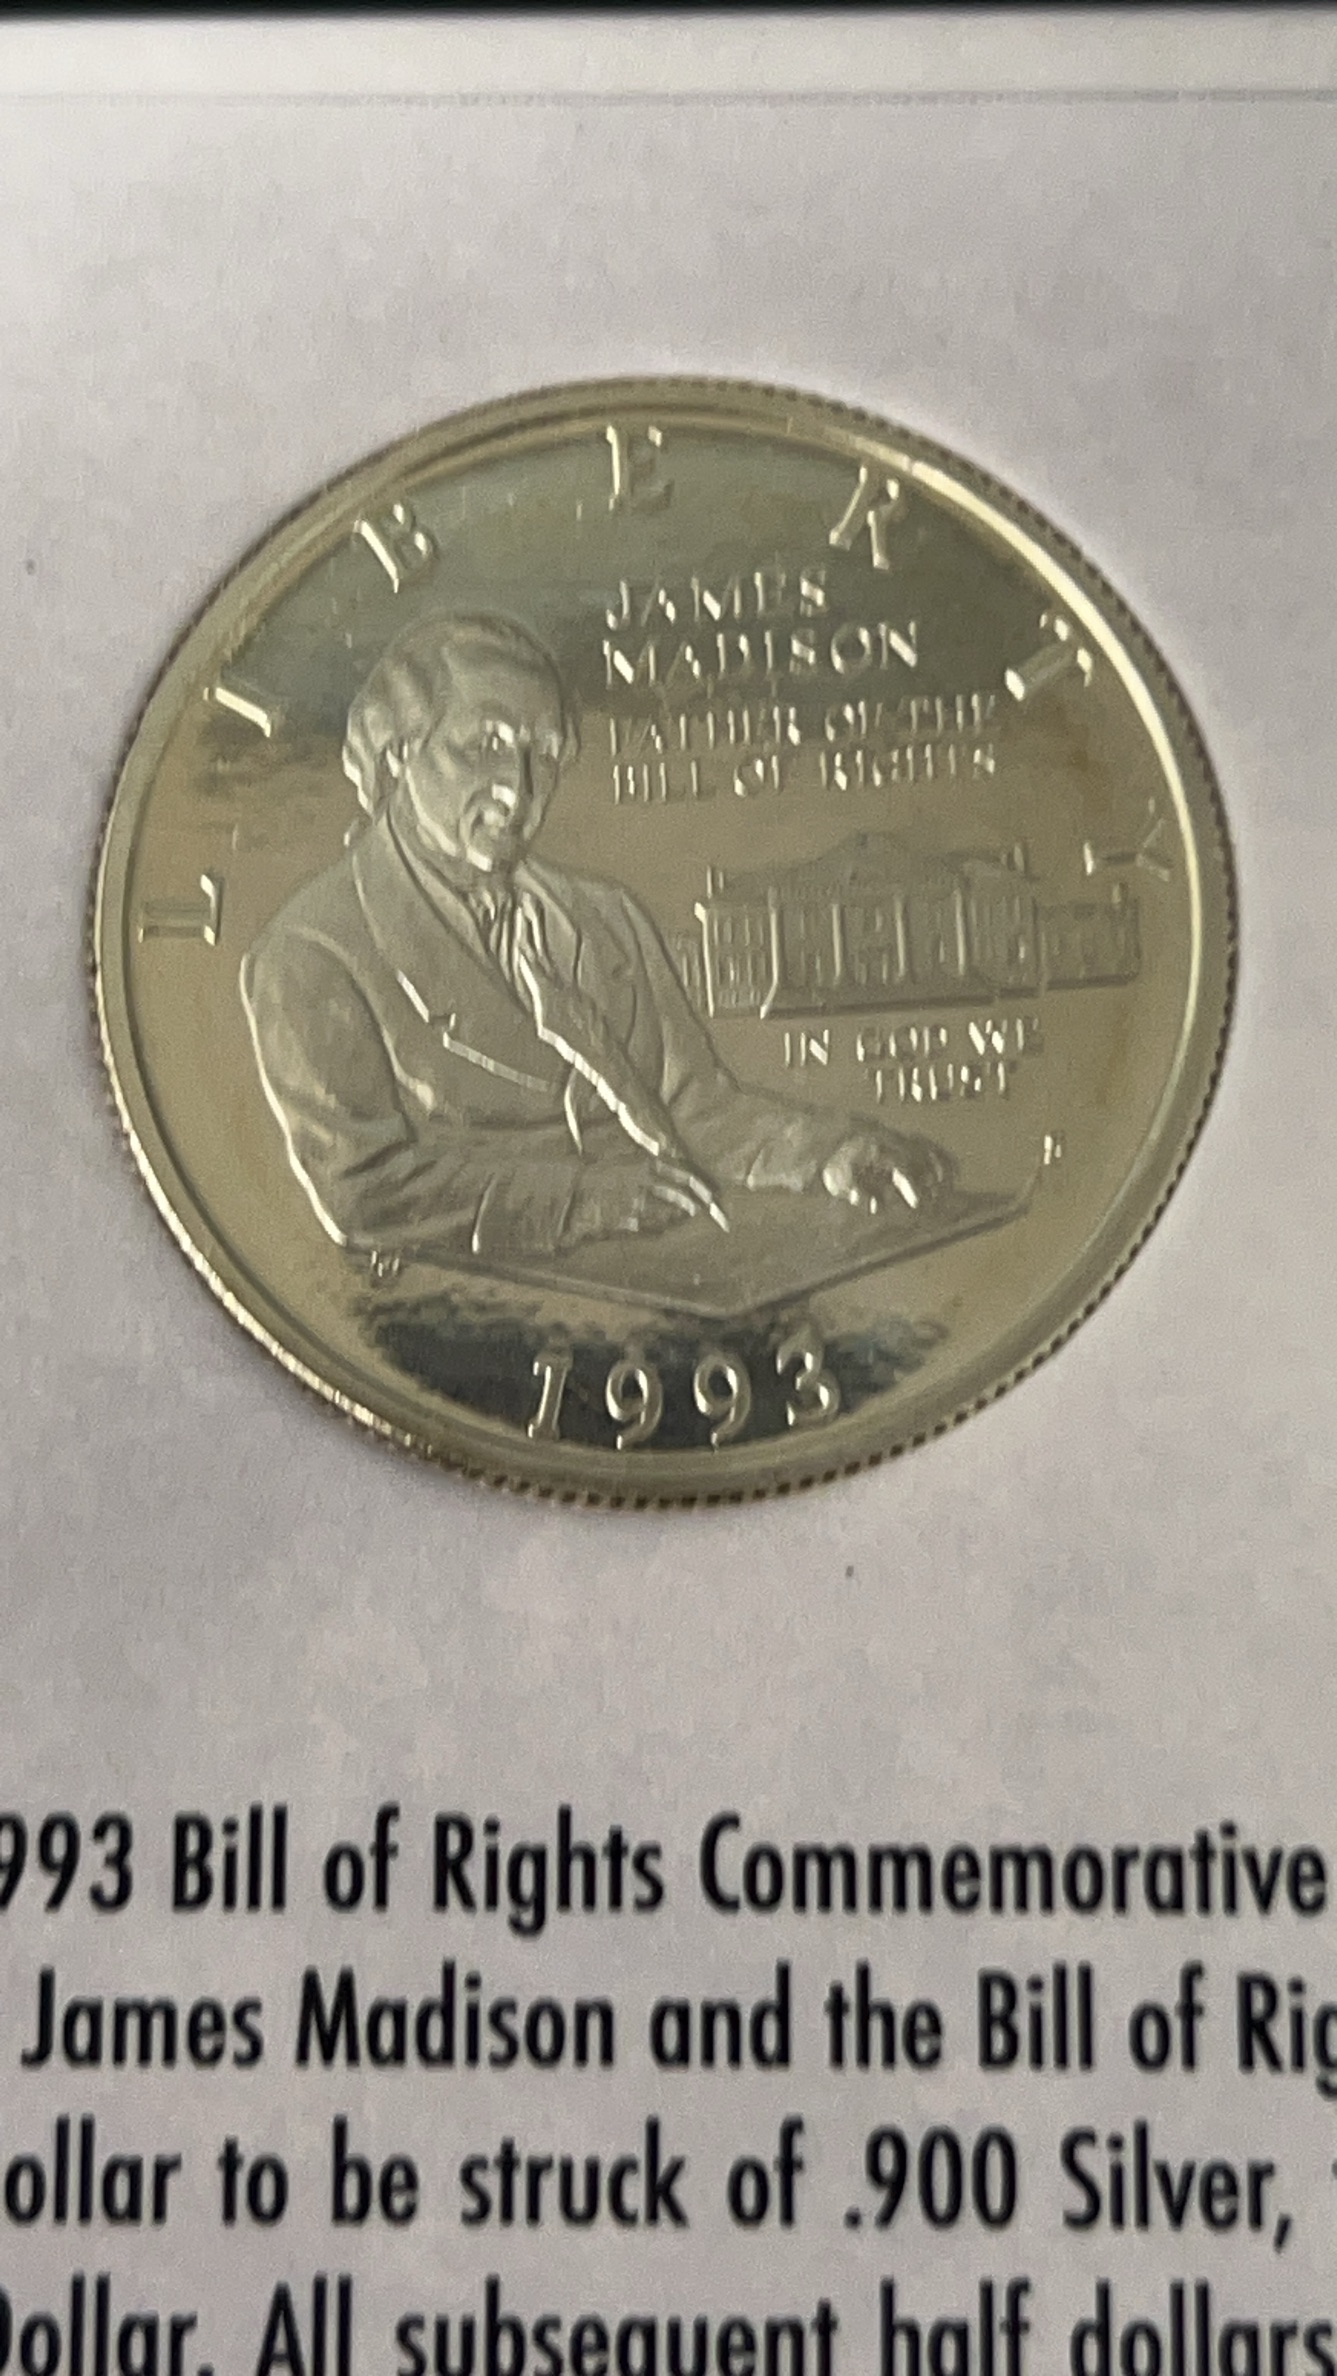 LIBERTY
JAMES
MADISON
FATHER OF THE
BILL OF RIGHTS
IN GOD WE
TRUST
1993
993 Bill of Rights Commemorative
James Madison and the Bill of Rig
ollar to be struck of .900 Silver,
Dollar. All subsequent half dollars